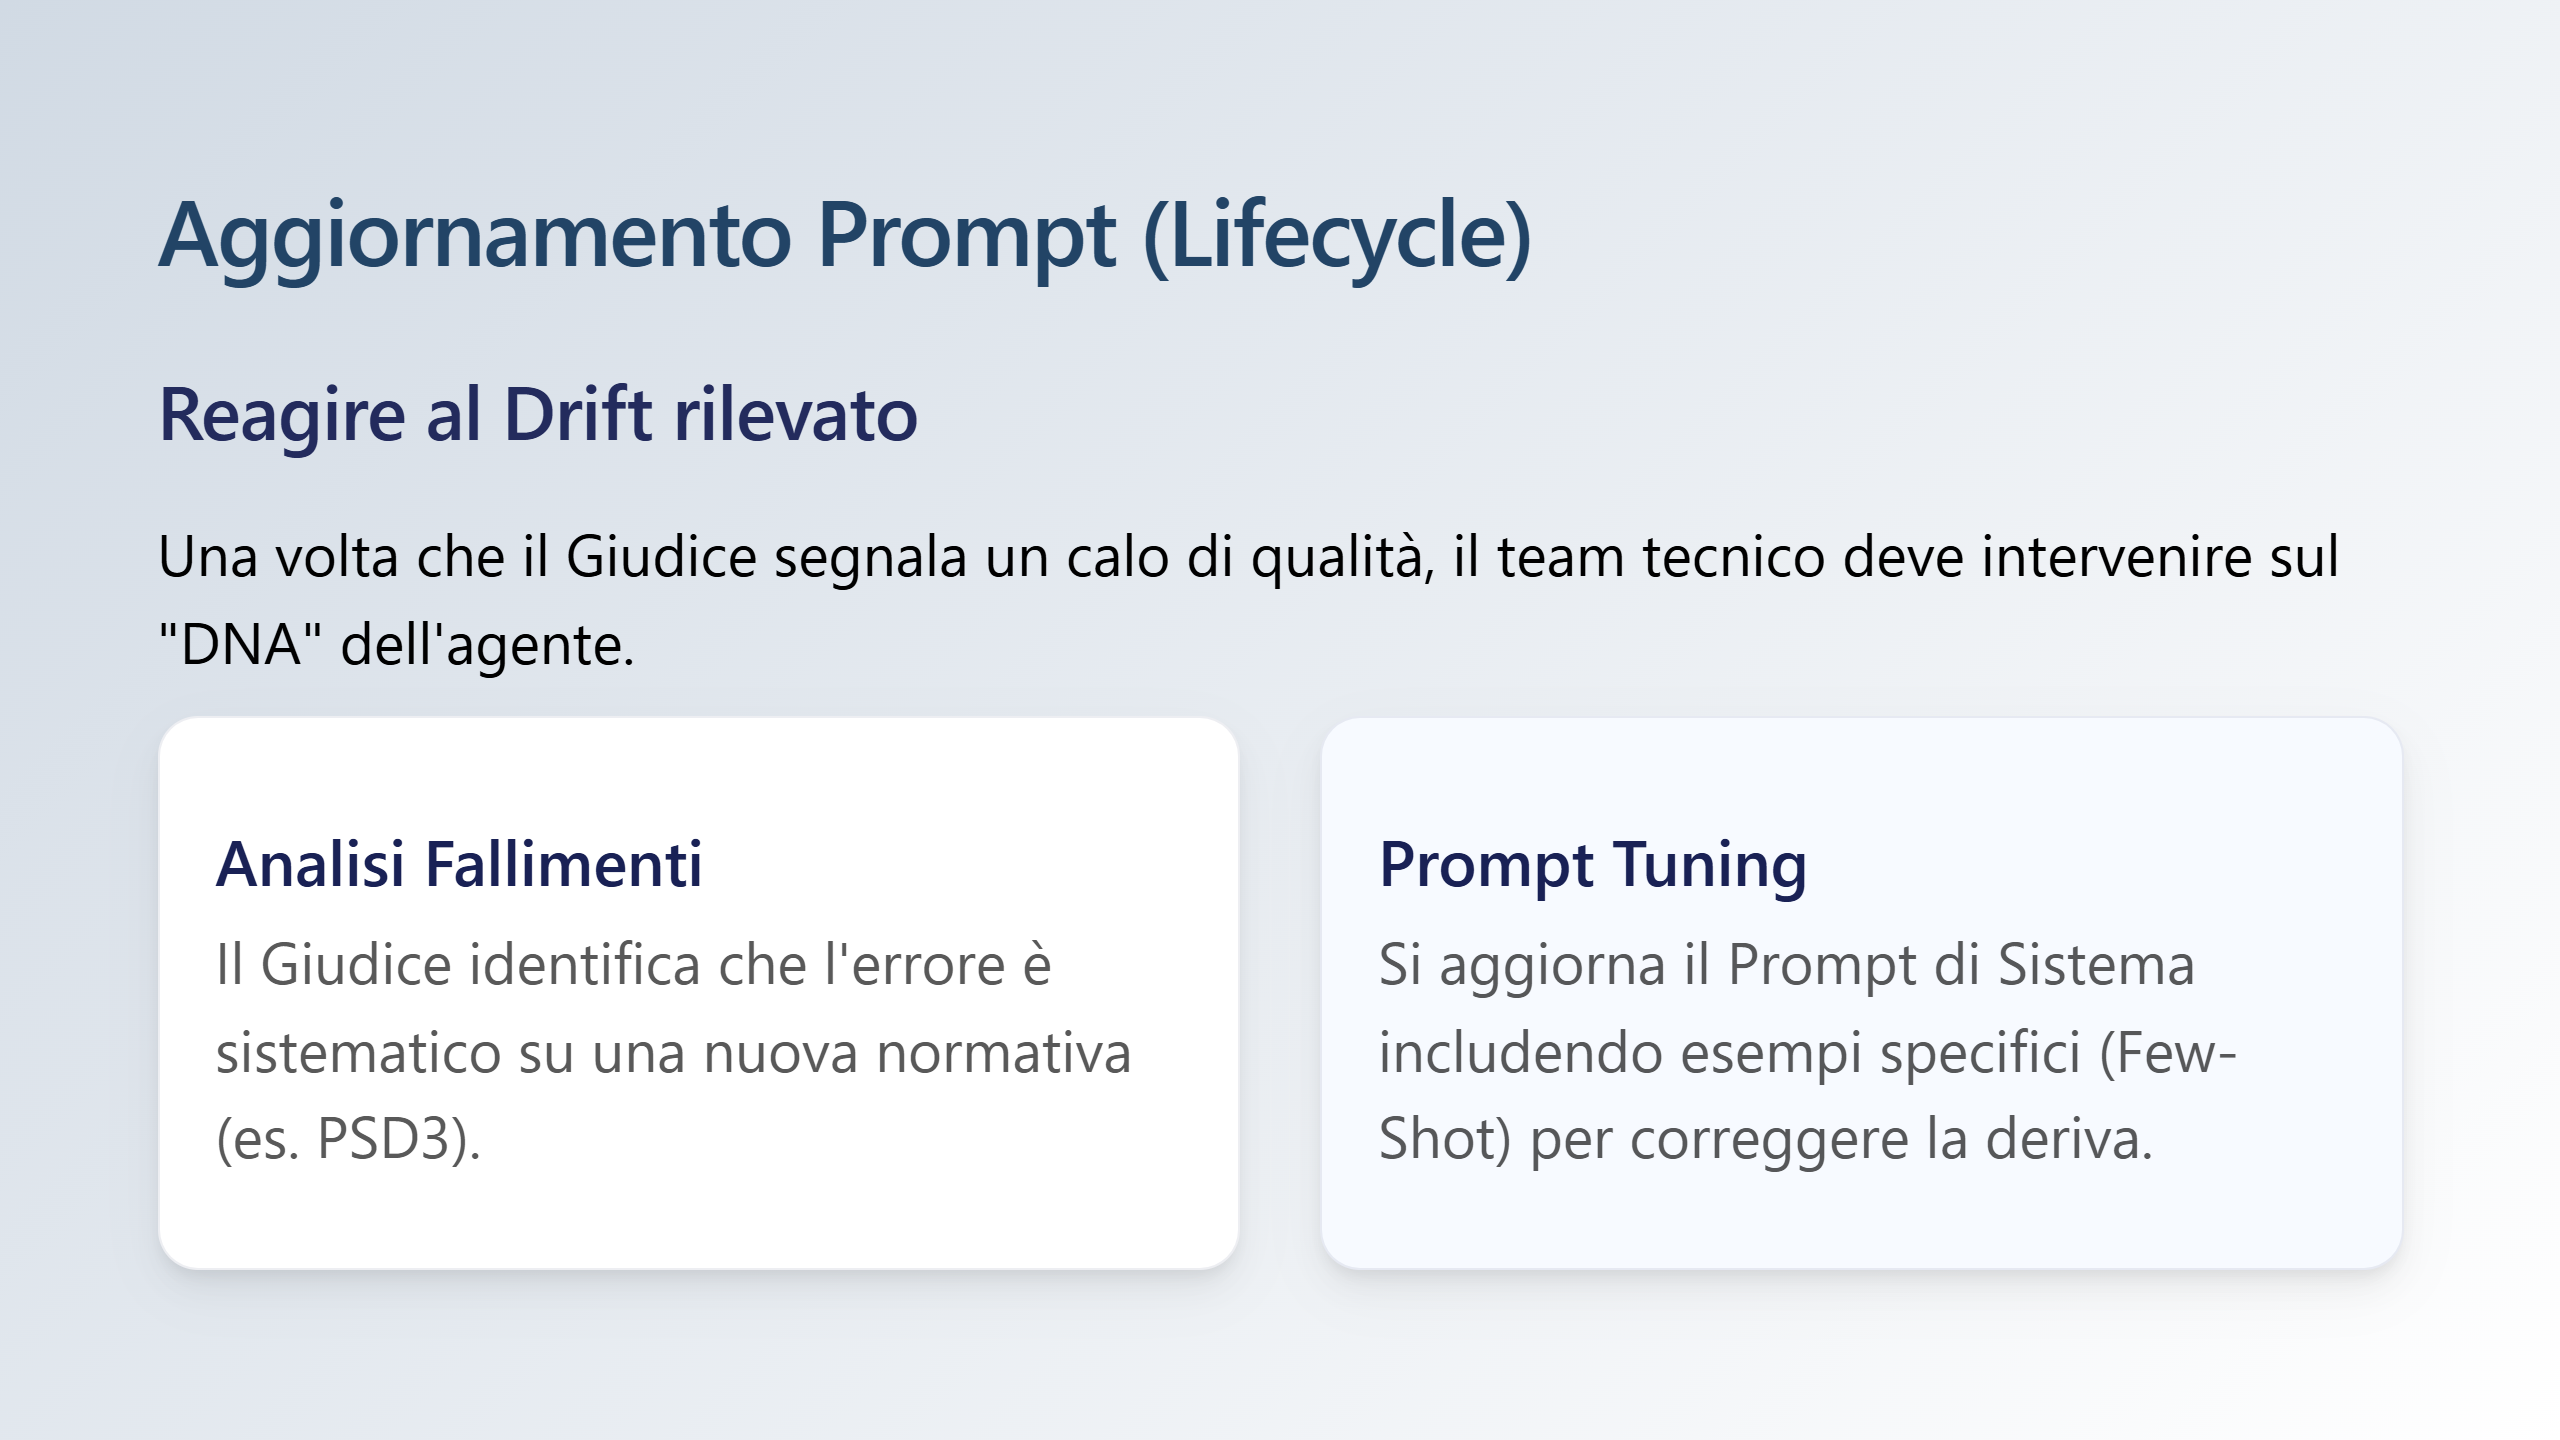 Aggiornamento Prompt (Lifecycle)
Reagire al Drift rilevato
Una volta che il Giudice segnala un calo di qualità, il team tecnico deve intervenire sul
"DNA" dell'agente.
Analisi Fallimenti
Il Giudice identifica che l'errore è
sistematico su una nuova normativa
(es. PSD3).
Prompt Tuning
Si aggiorna il Prompt di Sistema
includendo esempi specifici (Few-
Shot) per correggere la deriva.